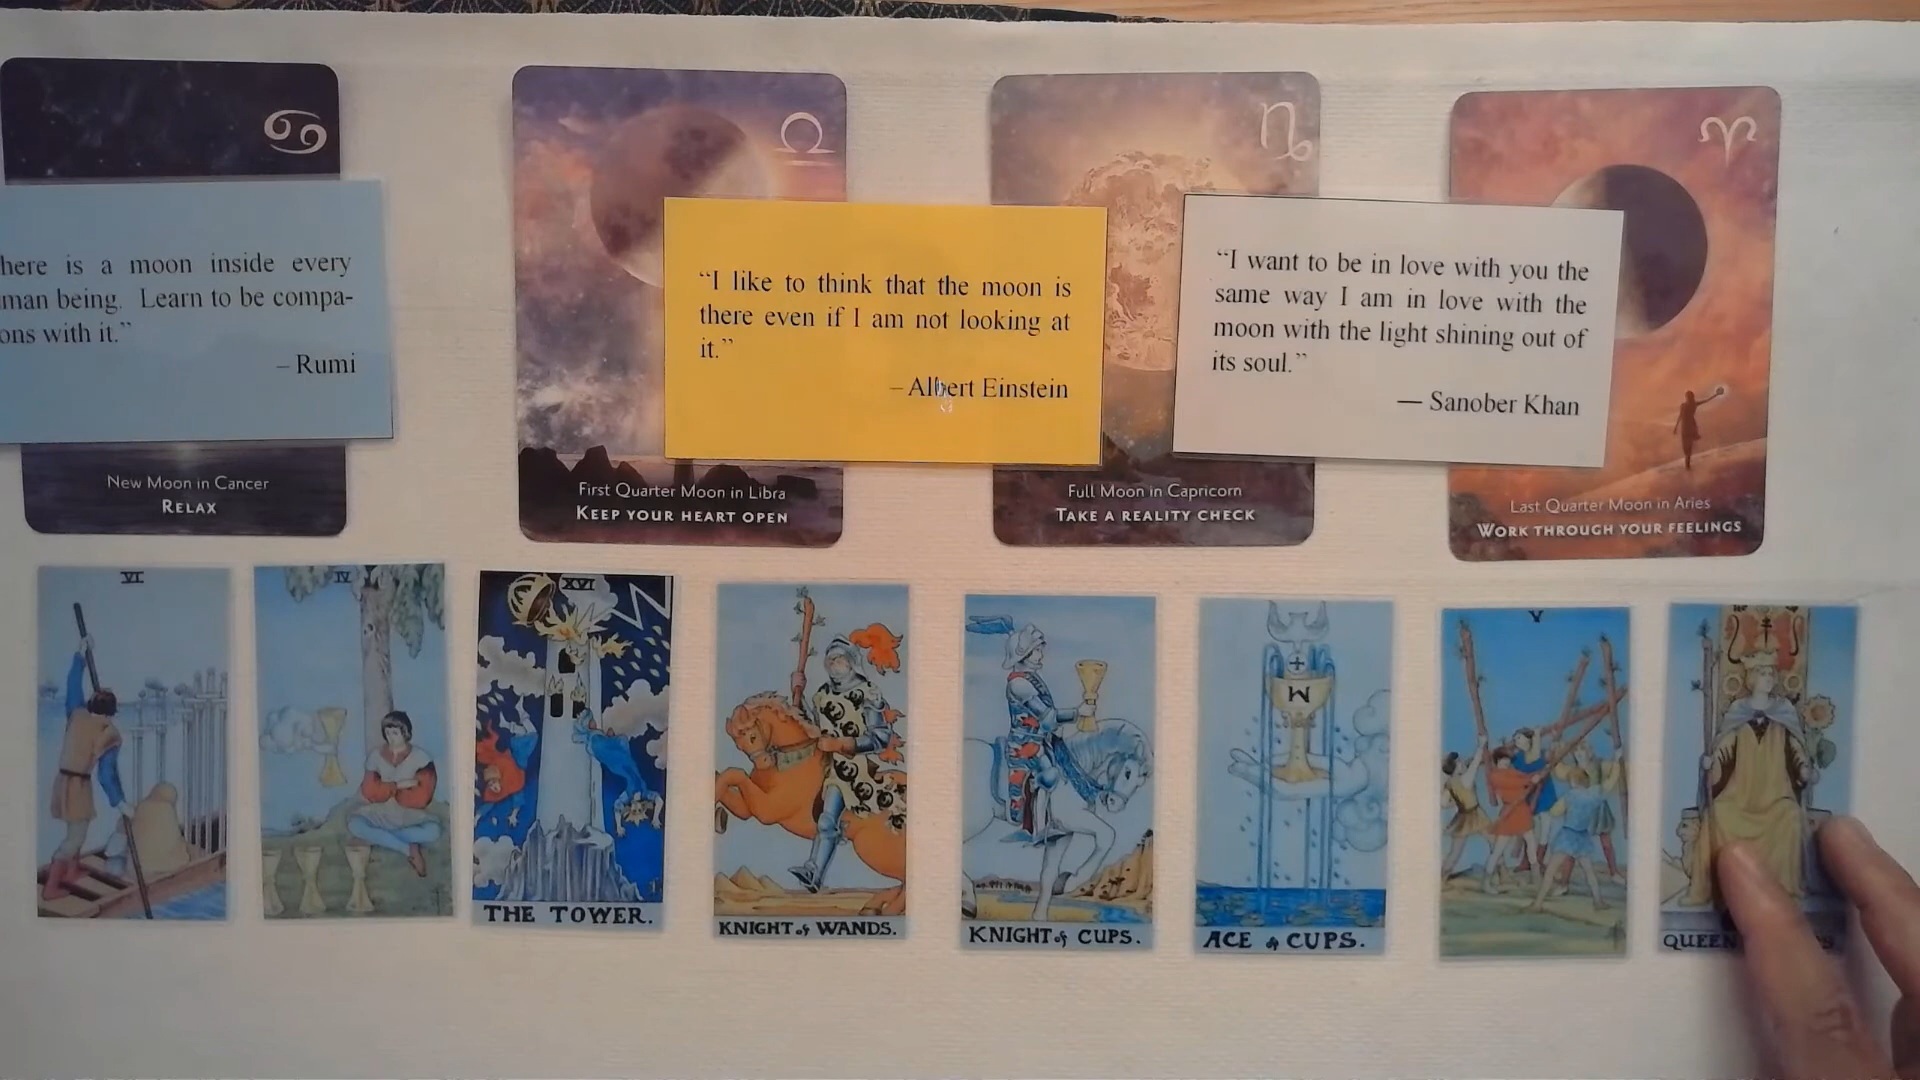 here is a moon inside every
man being. Learn to be compa-
ons with it.”
– Rumi
New Moon in Cancer
RELAX
“I like to think that the moon is
there even if I am not looking at
it.”
– Albert Einstein
First Quarter Moon in Libra
KEEP YOUR HEART OPEN
Full Moon in Capricorn
TAKE A REALITY CHECK
“I want to be in love with you the
same way I am in love with the
moon with the light shining out of
its soul.”
— Sanober Khan
Last Quarter Moon in Aries
WORK THROUGH YOUR FEELINGS
VI
IV
XVI
THE TOWER.
KNIGHT of WANDS.
KNIGHT of CUPS.
M
ACE of CUPS.
V
QUEEN